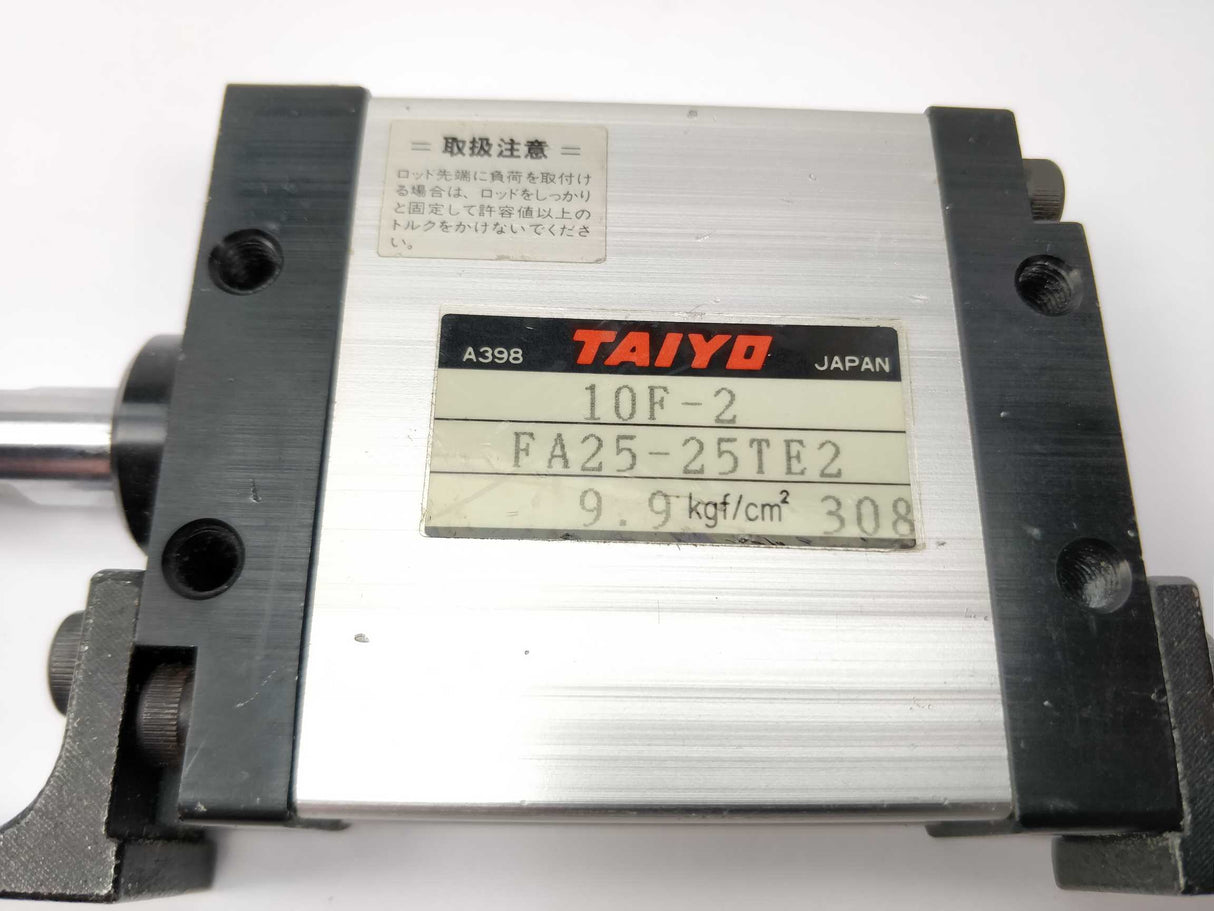 = 取扱注意 =
ロッド先端に負荷を取付け
る場合は、ロッドをしっかり
と固定して許容値以上の
トルクをかけないでくださ
い。
A398 TAIYO JAPAN
10F-2
FA25-25TE2
9.9 kgf/cm² 308